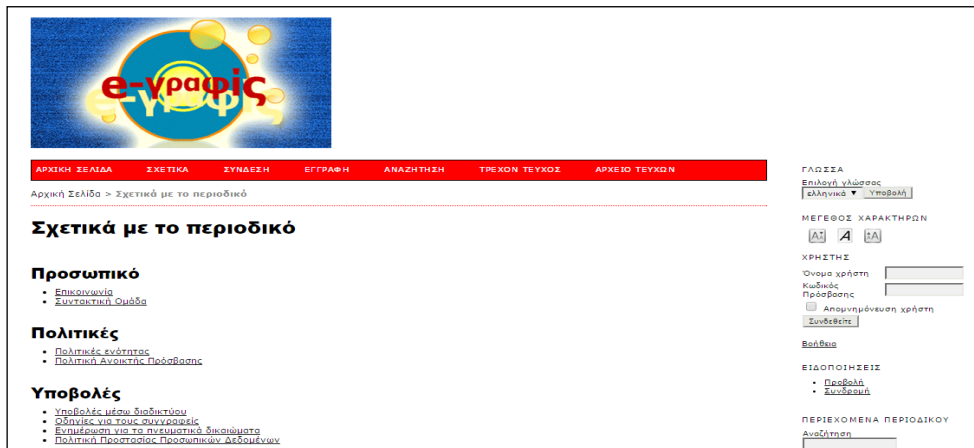 e-γραφίς
ΑΡΧΙΚΗ ΣΕΛΙΔΑ ΣΧΕΤΙΚΑ ΣΥΝΔΕΣΗ ΕΓΓΡΑΦΗ ΑΝΑΖΗΤΗΣΗ ΤΡΕΧΟΝ ΤΕΥΧΟΣ ΑΡΧΕΙΟ ΤΕΥΧΩΝ
Αρχική Σελίδα > Σχετικά με το περιοδικό
Σχετικά με το περιοδικό
Προσωπικό
Επικοινωνία
Συντακτική Ομάδα
Πολιτικές
Πολιτικές ενότητας
Πολιτική Ανοικτής Πρόσβασης
Υποβολές
Υποβολές μέσω διαδικτύου
Οδηγίες για τους συγγραφείς
Ενημέρωση για τα πνευματικά δικαιώματα
Πολιτική Προστασίας Προσωπικών Δεδομένων
ΓΛΩΣΣΑ
Επιλογή γλώσσας
ελληνικά ▼ Υποβολή
ΜΕΓΕΘΟΣ ΧΑΡΑΚΤΗΡΩΝ
A A A
ΧΡΗΣΤΗΣ
Όνομα χρήστη
Κωδικός
Πρόσβασης
Απομνημόνευση χρήστη
Συνδεθείτε
Βοήθεια
ΕΙΔΟΠΟΙΗΣΕΙΣ
Προβολή
Συνδρομή
ΠΕΡΙΕΧΟΜΕΝΑ ΠΕΡΙΟΔΙΚΟΥ
Αναζήτηση